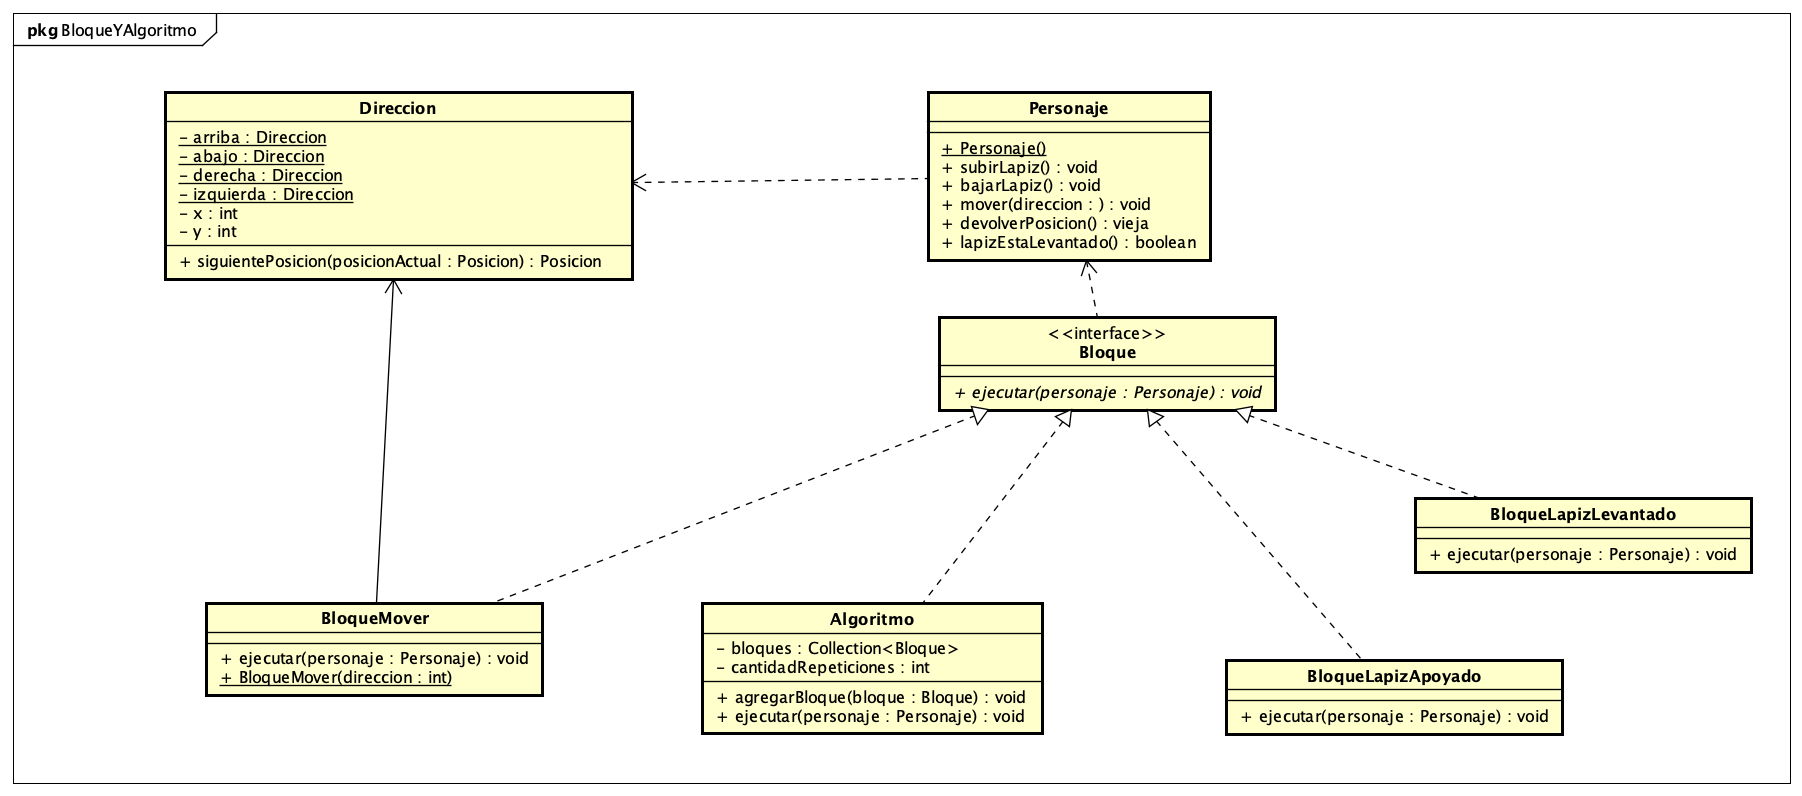 pkg BloqueYAlgoritmo
Direccion
- arriba : Direccion
- abajo : Direccion
- derecha : Direccion
- izquierda : Direccion
- x : int
- y : int
+ siguientePosicion(posicionActual : Posicion) : Posicion
Personaje
+ Personaje()
+ subirLapiz() : void
+ bajarLapiz() : void
+ mover(direccion : ) : void
+ devolverPosicion() : vieja
+ lapizEstaLevantado() : boolean
<<interface>>
Bloque
+ ejecutar(personaje : Personaje) : void
BloqueLapizLevantado
+ ejecutar(personaje : Personaje) : void
BloqueMover
+ ejecutar(personaje : Personaje) : void
+ BloqueMover(direccion : int)
Algoritmo
- bloques : Collection<Bloque>
- cantidadRepeticiones : int
+ agregarBloque(bloque : Bloque) : void
+ ejecutar(personaje : Personaje) : void
BloqueLapizApoyado
+ ejecutar(personaje : Personaje) : void